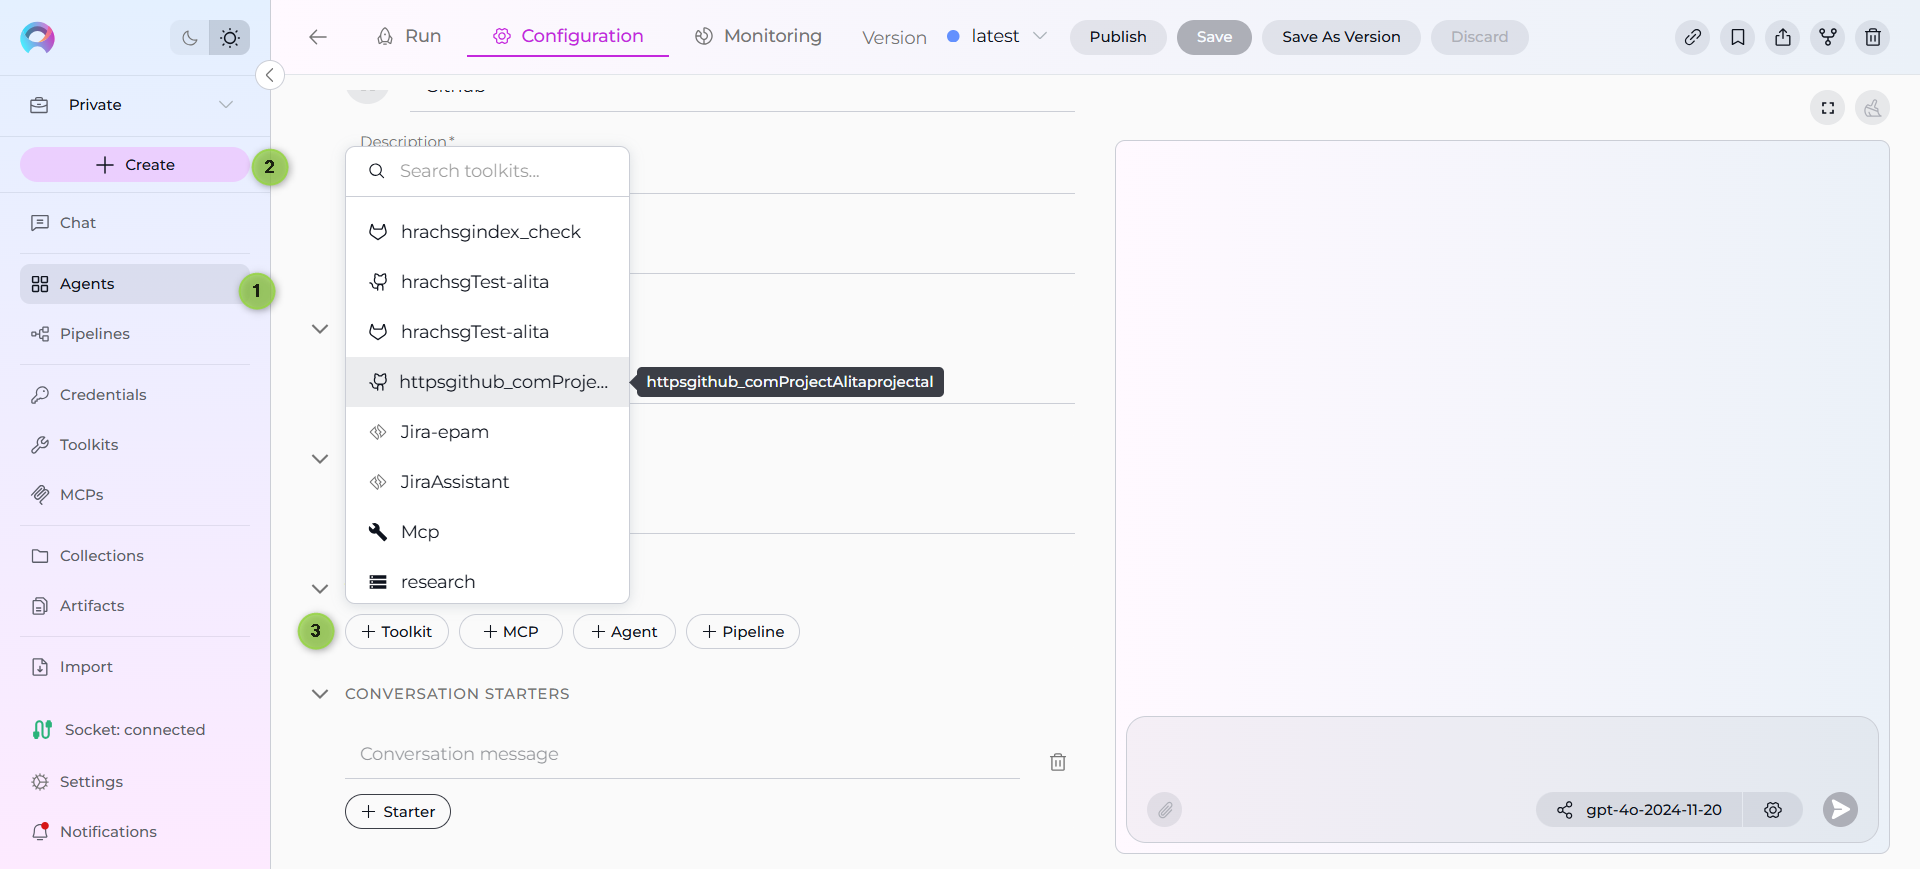 Run
Configuration
Monitoring
Version
latest
Publish
Save
Save As Version
Discard
Private
Create
2
Chat
Agents
1
Pipelines
Credentials
Toolkits
MCPs
Collections
Artifacts
Import
Socket: connected
Settings
Notifications
Github
Description*
Search toolkits...
hrachsgindex_check
hrachsgTest-alita
hrachsgTest-alita
httpsgithub_comProje...
httpsgithub_comProjectAlitaprojectal
Jira-epam
JiraAssistant
Mcp
research
3
Toolkit
MCP
Agent
Pipeline
CONVERSATION STARTERS
Conversation message
Starter
gpt-4o-2024-11-20